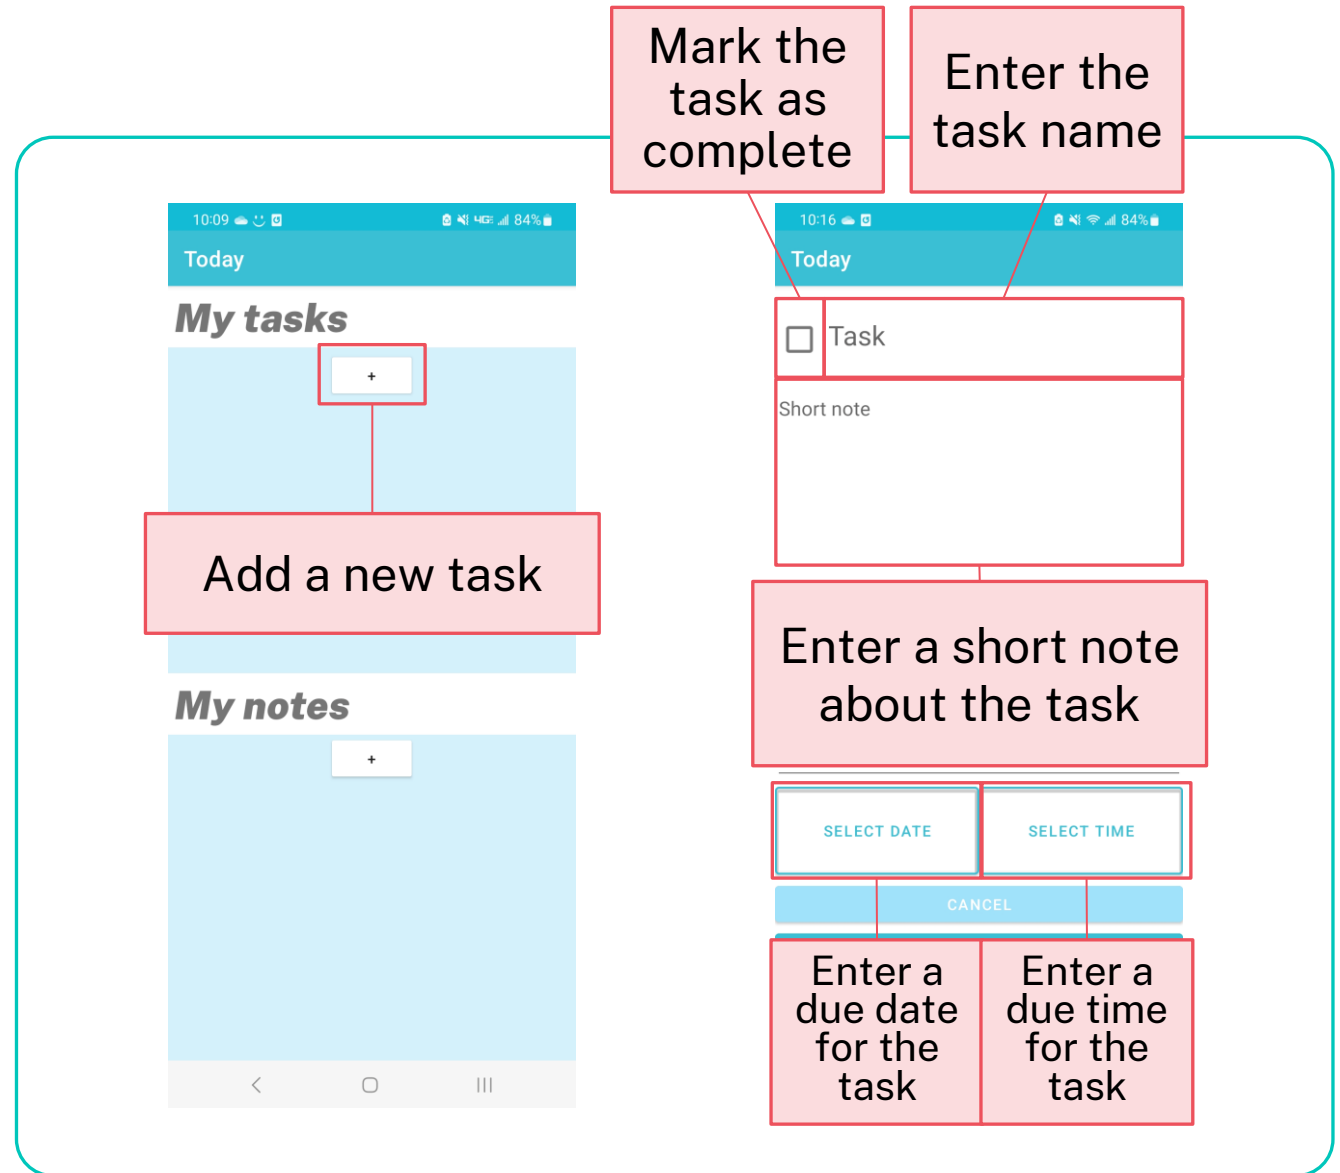 Mark the
task as
complete
Enter the
task name
10:09
84%
Today
My tasks
+
Add a new task
My notes
+
10:16
84%
Today
Task
Short note
Enter a short note
about the task
SELECT DATE
SELECT TIME
CANCEL
Enter a
due date
for the
task
Enter a
due time
for the
task